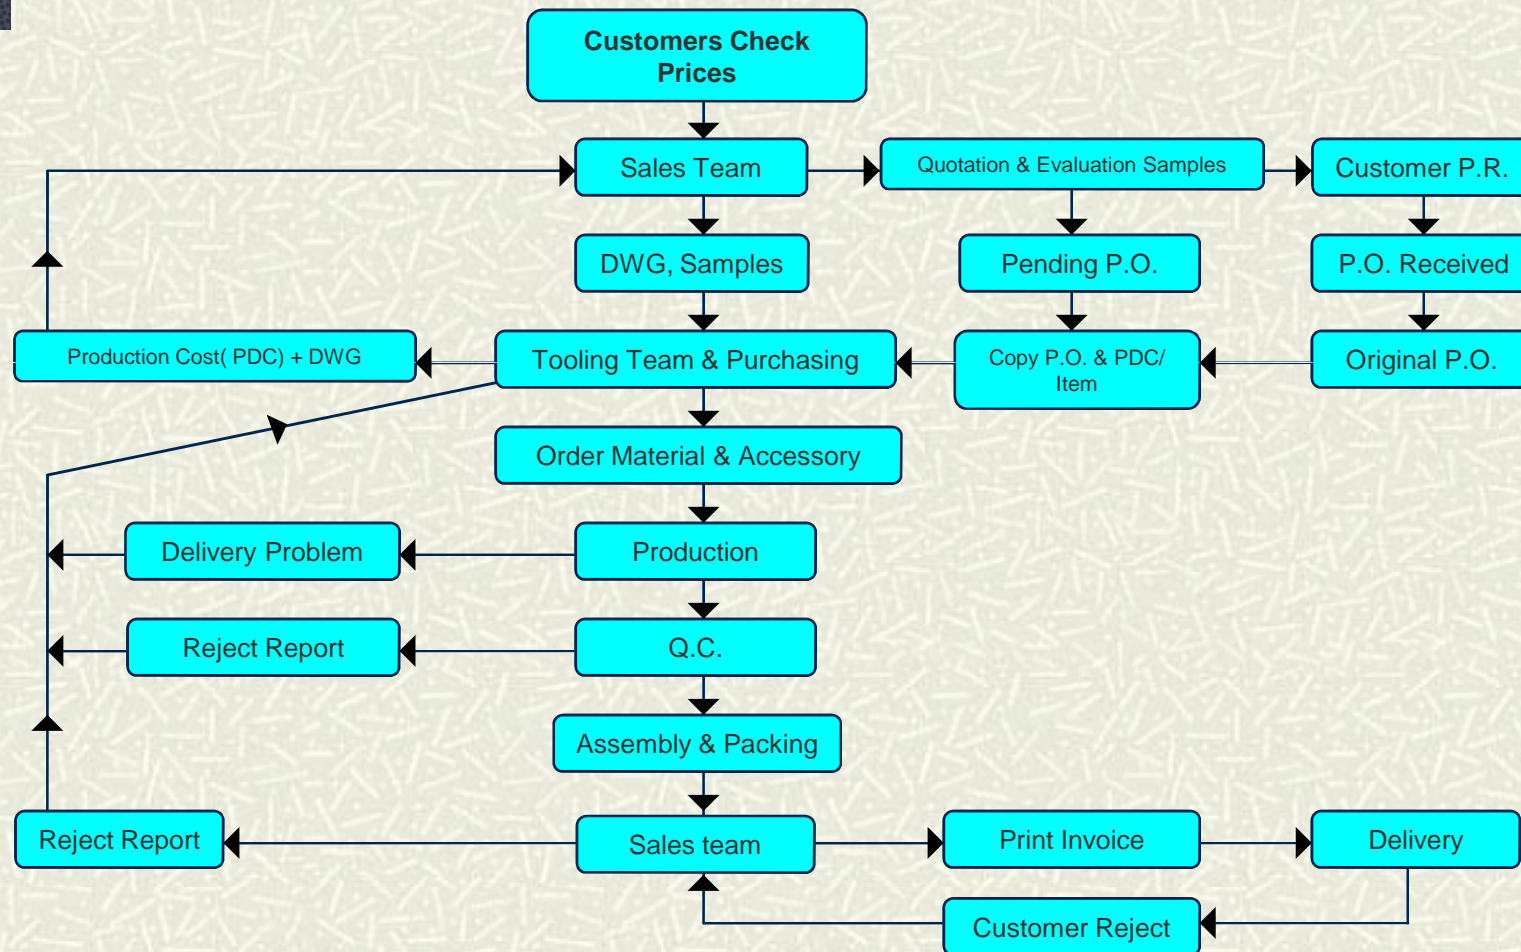 Customers Check
Prices
Sales Team
Quotation & Evaluation Samples
Customer P.R.
DWG, Samples
Pending P.O.
P.O. Received
Production Cost( PDC) + DWG
Tooling Team & Purchasing
Copy P.O. & PDC/
Item
Original P.O.
Order Material & Accessory
Delivery Problem
Production
Reject Report
Q.C.
Assembly & Packing
Reject Report
Sales team
Print Invoice
Delivery
Customer Reject